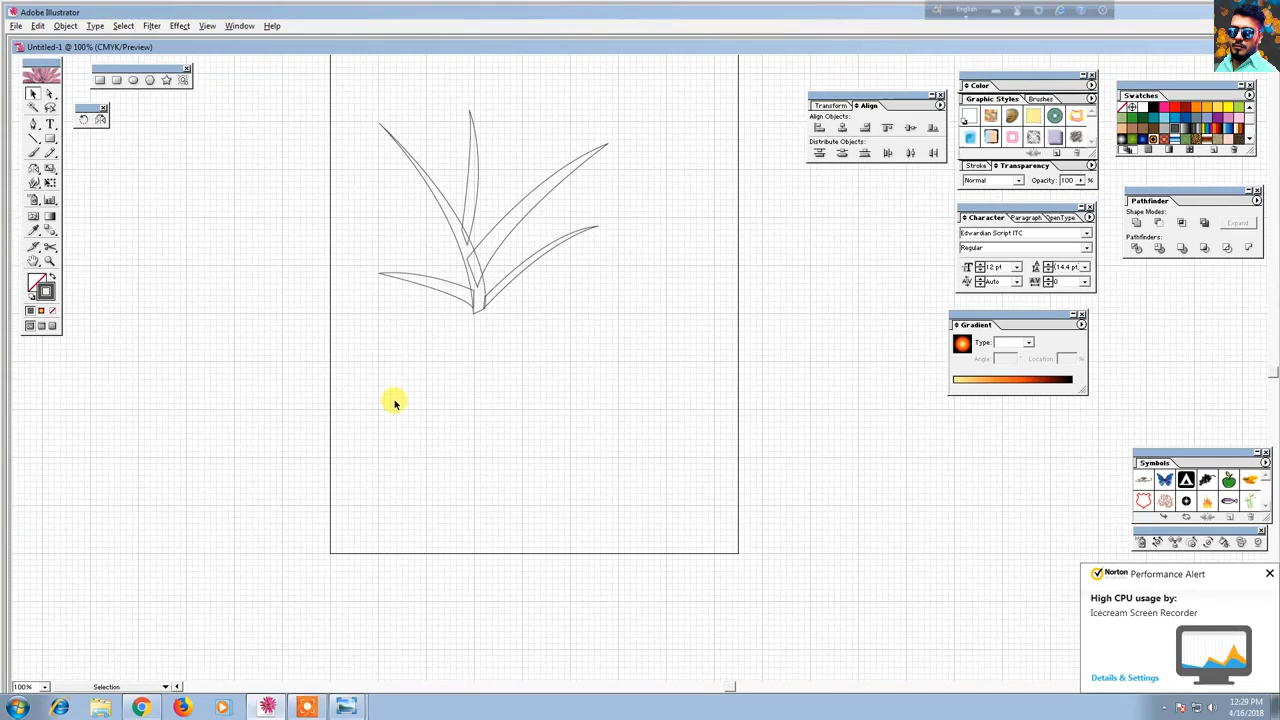 Adobe Illustrator
English
File Edit Object Type Select Filter Effect View Window Help
Untitled-1 @ 100% (CMYK/Preview)
Color
Graphic Styles Brushes
Stroke Transparency
Normal Opacity: 100 %
Transform Align
Align Objects:
Distribute Objects:
Swatches
Pathfinder
Shape Modes:
Expand
Pathfinders:
Character Paragraph OpenType
Edwardian Script ITC
Regular
12 pt (14.4 pt
Auto 0
Gradient
Type:
Angle: Location: %
Symbols
Norton Performance Alert
High CPU usage by:
Icecream Screen Recorder
Details & Settings
100% Selection
12:29 PM
4/16/2018